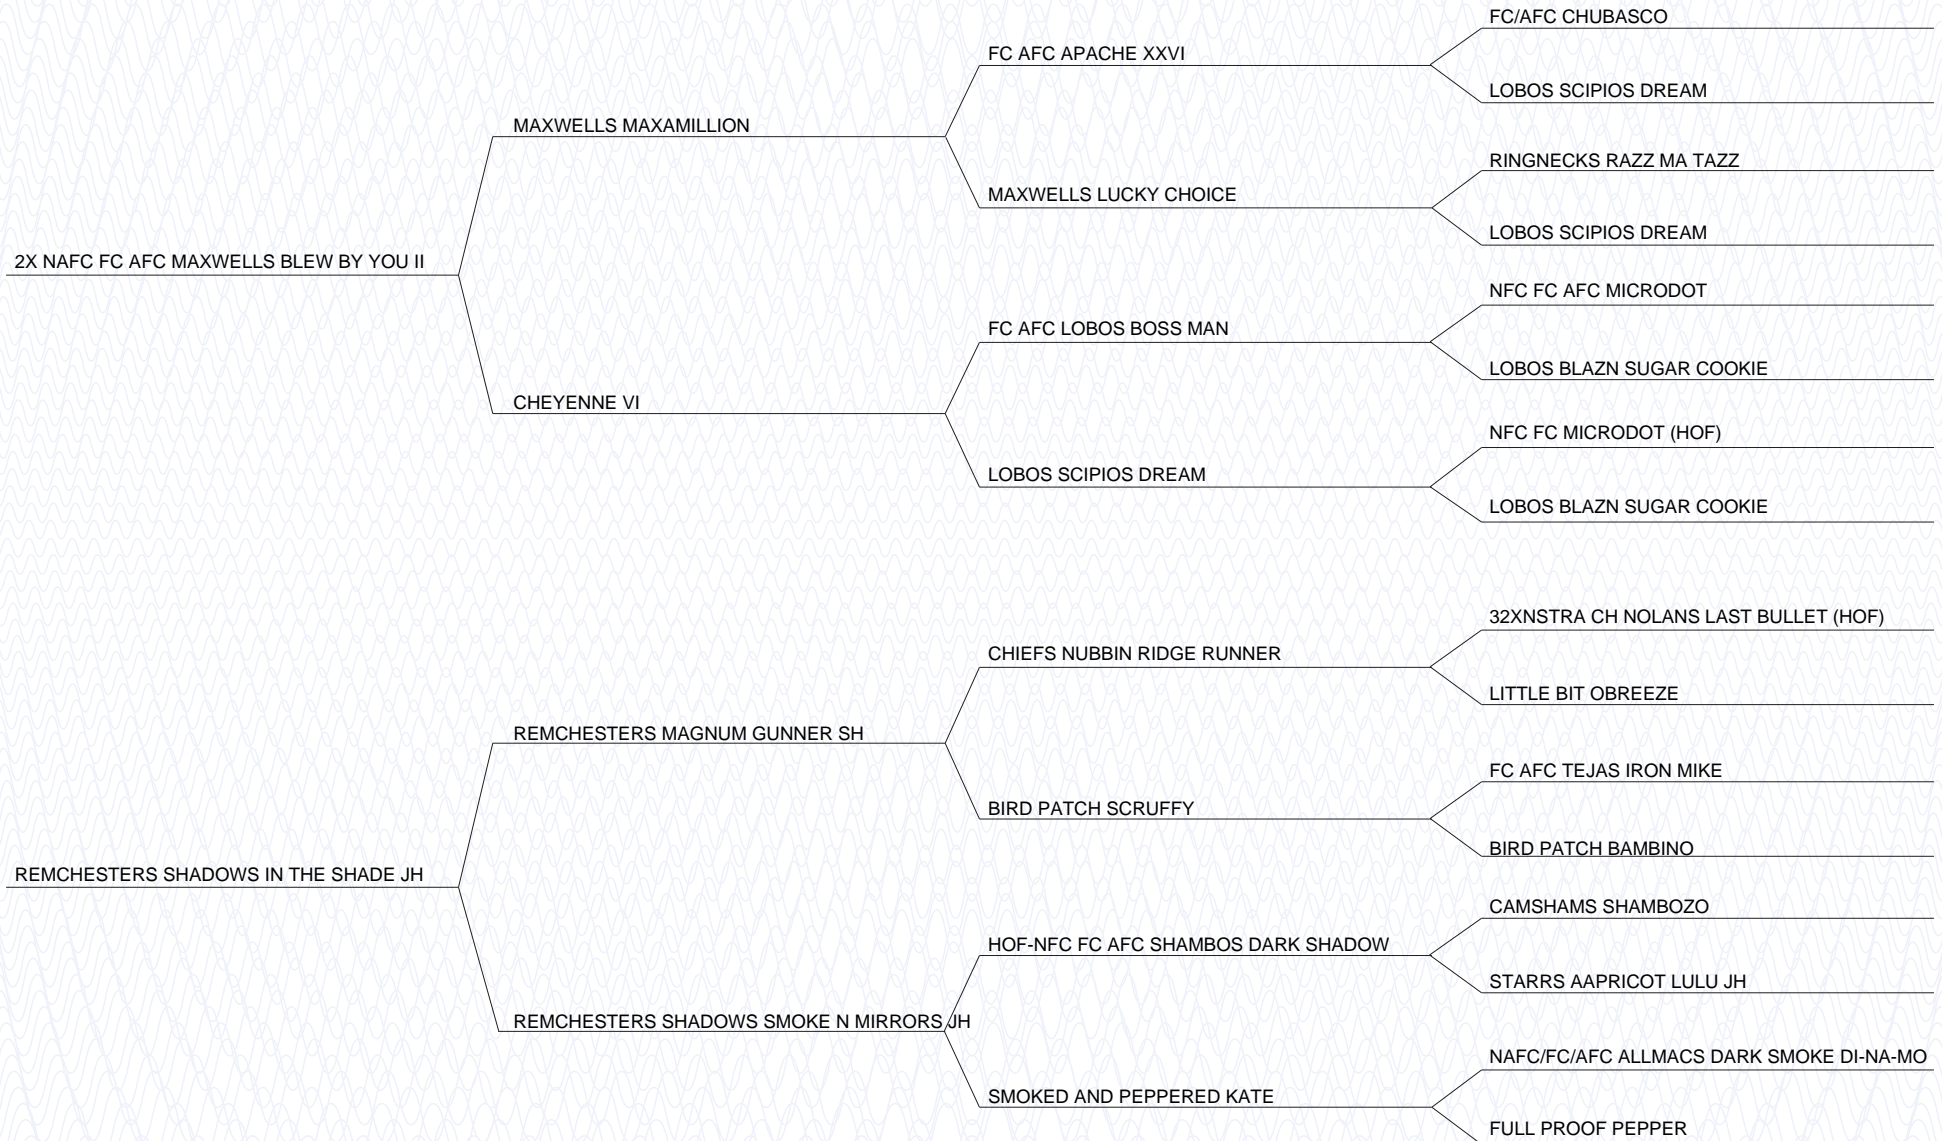 FC/AFC CHUBASCO
FC AFC APACHE XXVI
LOBOS SCIPIOS DREAM
MAXWELLS MAXAMILLION
RINGNECKS RAZZ MA TAZZ
MAXWELLS LUCKY CHOICE
LOBOS SCIPIOS DREAM
2X NAFC FC AFC MAXWELLS BLEW BY YOU II
NFC FC AFC MICRODOT
FC AFC LOBOS BOSS MAN
LOBOS BLAZN SUGAR COOKIE
CHEYENNE VI
NFC FC MICRODOT (HOF)
LOBOS SCIPIOS DREAM
LOBOS BLAZN SUGAR COOKIE
32XNSTRA CH NOLANS LAST BULLET (HOF)
CHIEFS NUBBIN RIDGE RUNNER
LITTLE BIT OBREEZE
REMCHESTERS MAGNUM GUNNER SH
FC AFC TEJAS IRON MIKE
BIRD PATCH SCRUFFY
BIRD PATCH BAMBINO
REMCHESTERS SHADOWS IN THE SHADE JH
CAMSHAMS SHAMBOZO
HOF-NFC FC AFC SHAMBOS DARK SHADOW
STARRS AAPRICOT LULU JH
REMCHESTERS SHADOWS SMOKE N MIRRORS JH
NAFC/FC/AFC ALLMACS DARK SMOKE DI-NA-MO
SMOKED AND PEPPERED KATE
FULL PROOF PEPPER